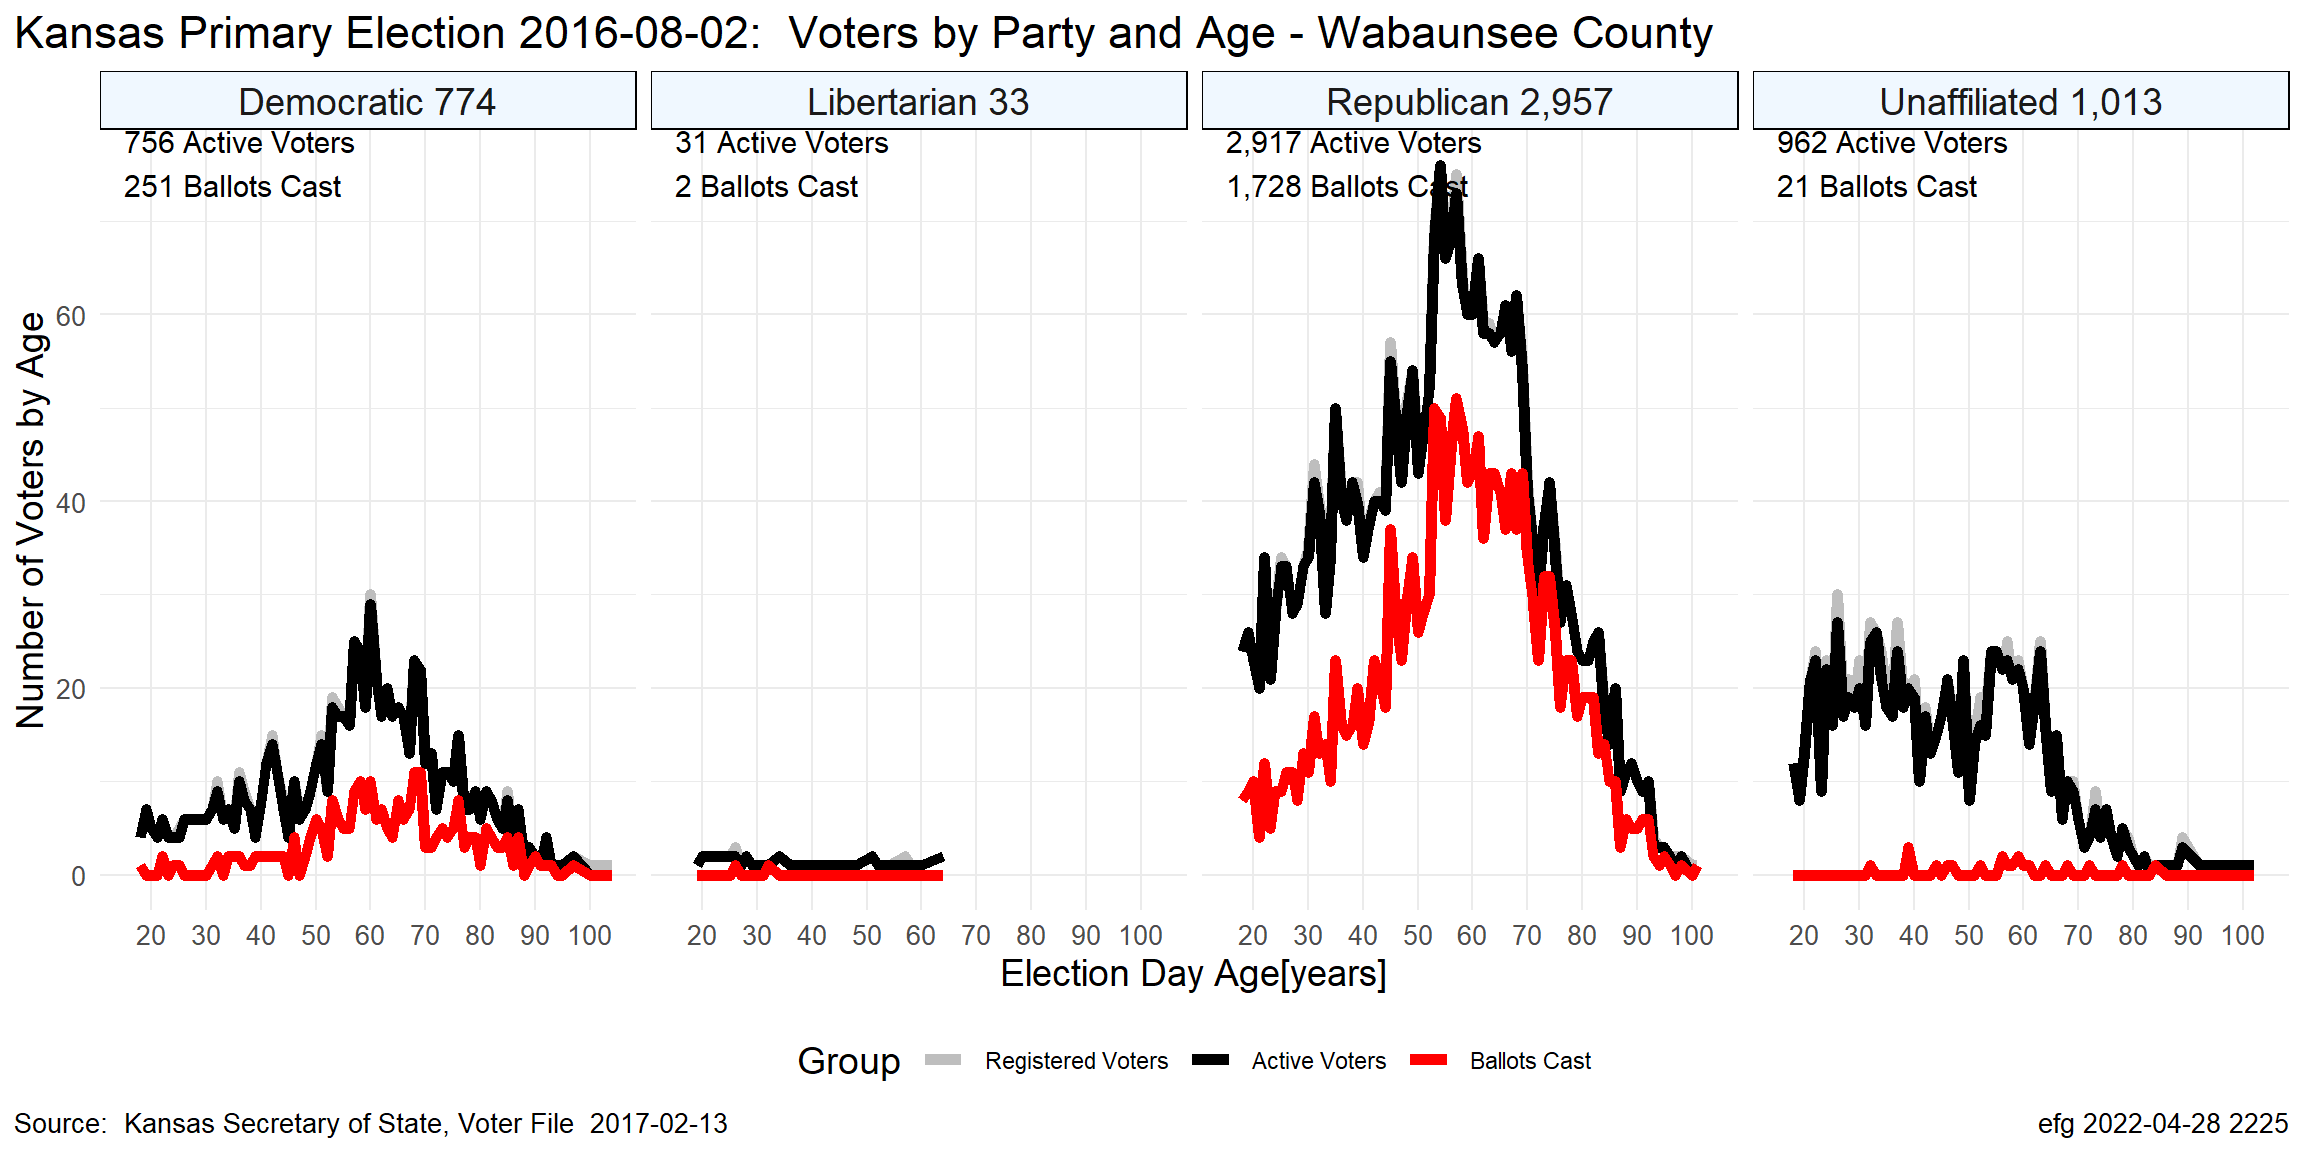 Kansas Primary Election 2016-08-02:  Voters by Party and Age - Wabaunsee County
Democratic 774
Libertarian 33
Republican 2,957
Unaffiliated 1,013
756 Active Voters
251 Ballots Cast
31 Active Voters
2 Ballots Cast
2,917 Active Voters
1,728 Ballots Cast
962 Active Voters
21 Ballots Cast
Number of Voters by Age
60
40
20
0
20 30 40 50 60 70 80 90 100
20 30 40 50 60 70 80 90 100
20 30 40 50 60 70 80 90 100
20 30 40 50 60 70 80 90 100
Election Day Age[years]
Group Registered Voters Active Voters Ballots Cast
Source:  Kansas Secretary of State, Voter File  2017-02-13
efg 2022-04-28 2225